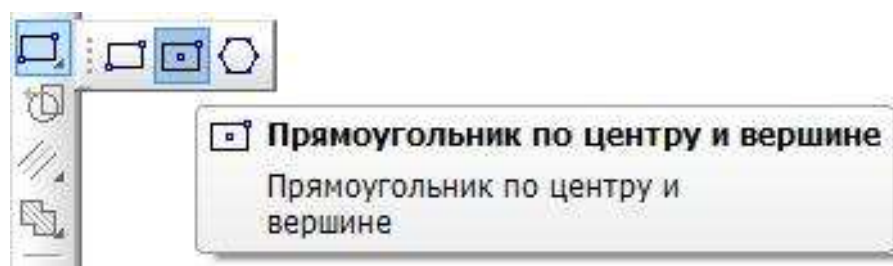 Прямоугольник по центру и вершине
Прямоугольник по центру и
вершине